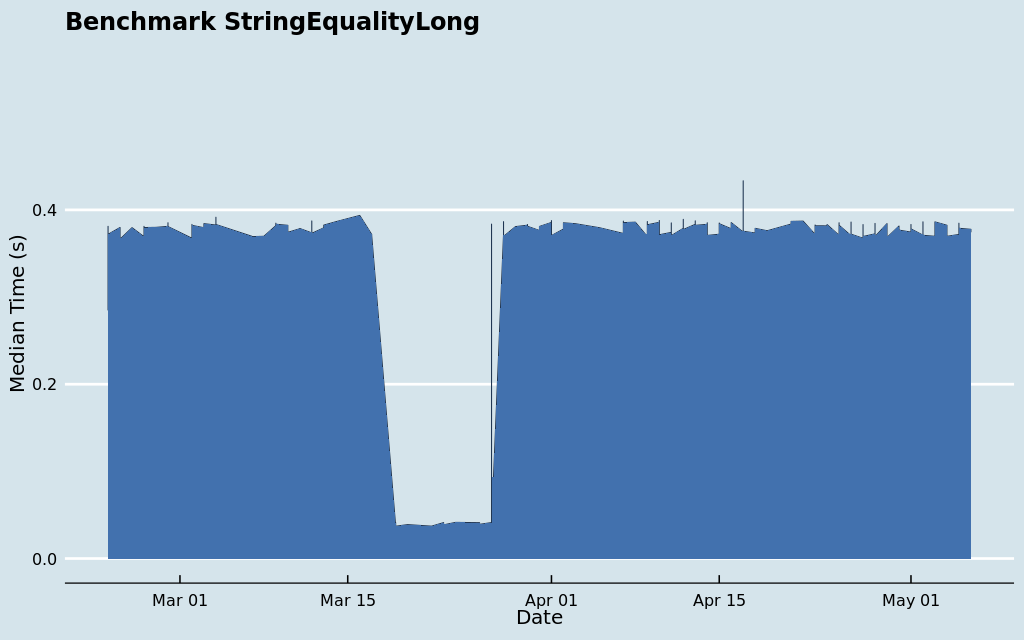 Benchmark StringEqualityLong
Median Time (s)
0.4
0.2
0.0
Mar 01 Mar 15 Apr 01 Apr 15 May 01
Date